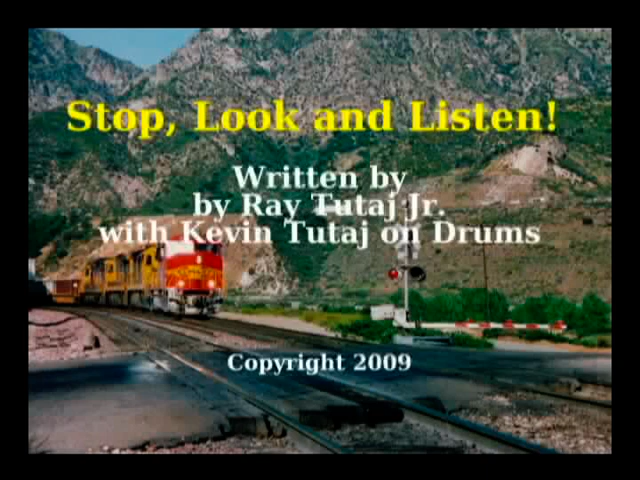 Stop, Look and Listen!
Written by
by Ray Tutaj Jr.
with Kevin Tutaj on Drums
Copyright 2009